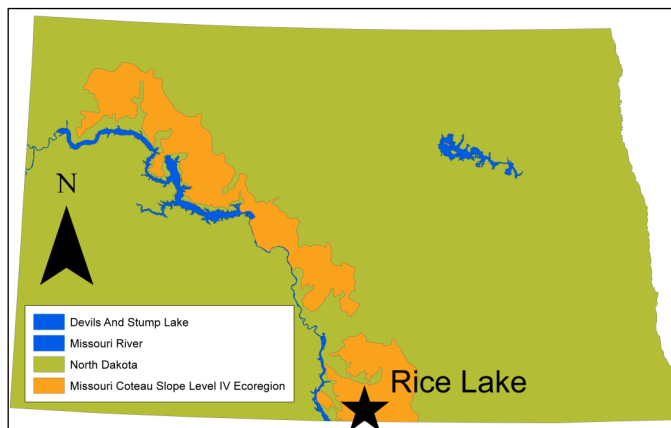 N
Devils And Stump Lake
Missouri River
North Dakota
Missouri Coteau Slope Level IV Ecoregion
Rice Lake